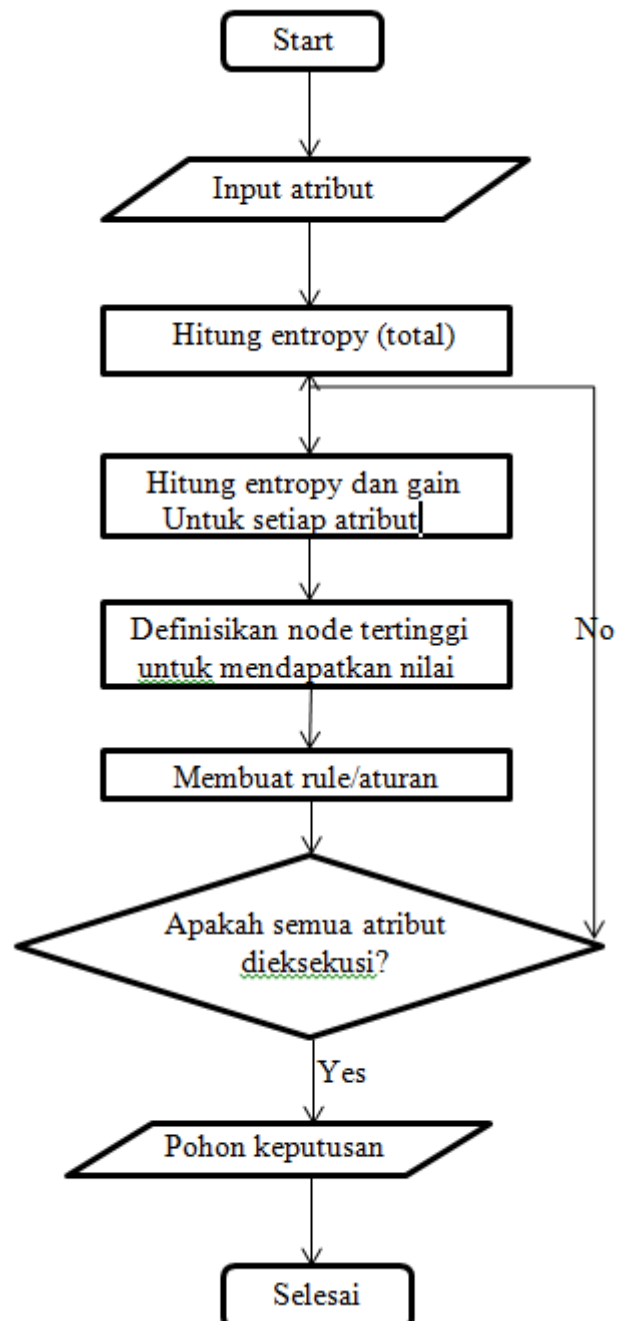 Start
Input atribut
Hitung entropy (total)
Hitung entropy dan gain
Untuk setiap atribut
Definisikan node tertinggi
untuk mendapatkan nilai
No
Membuat rule/aturan
Apakah semua atribut
dieksekusi?
Yes
Pohon keputusan
Selesai